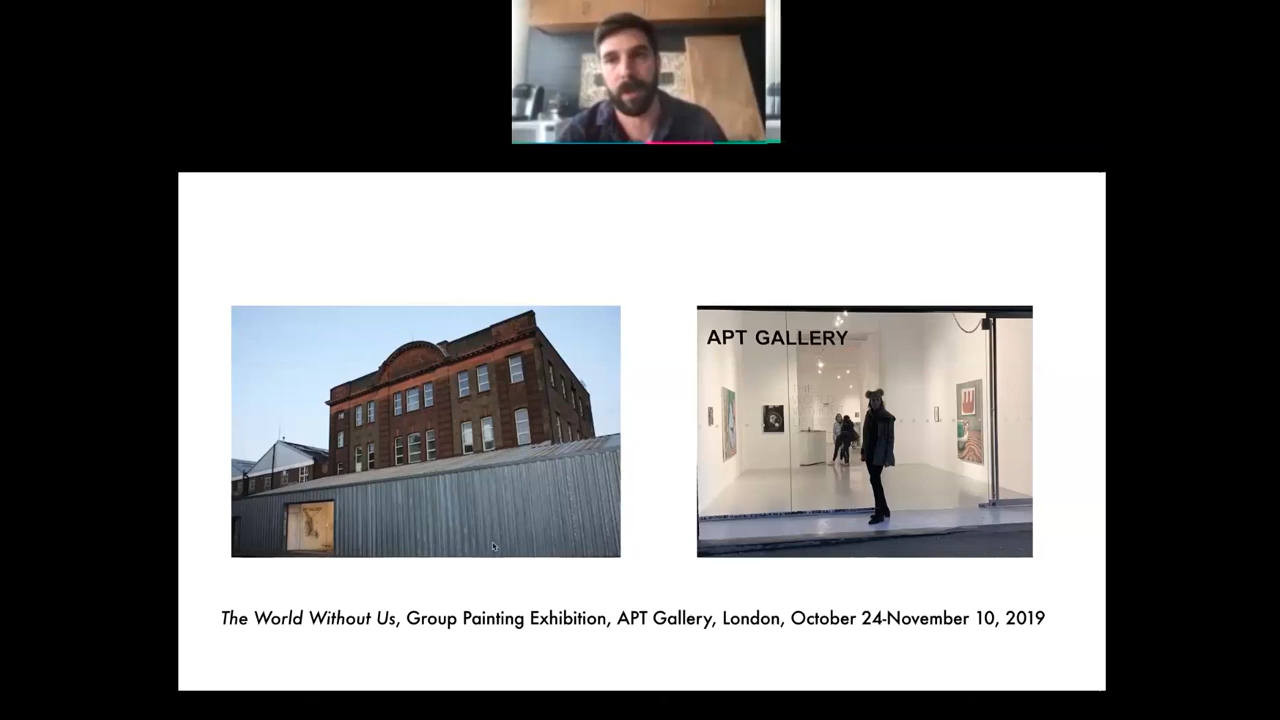 APT GALLERY
The World Without Us, Group Painting Exhibition, APT Gallery, London, October 24-November 10, 2019